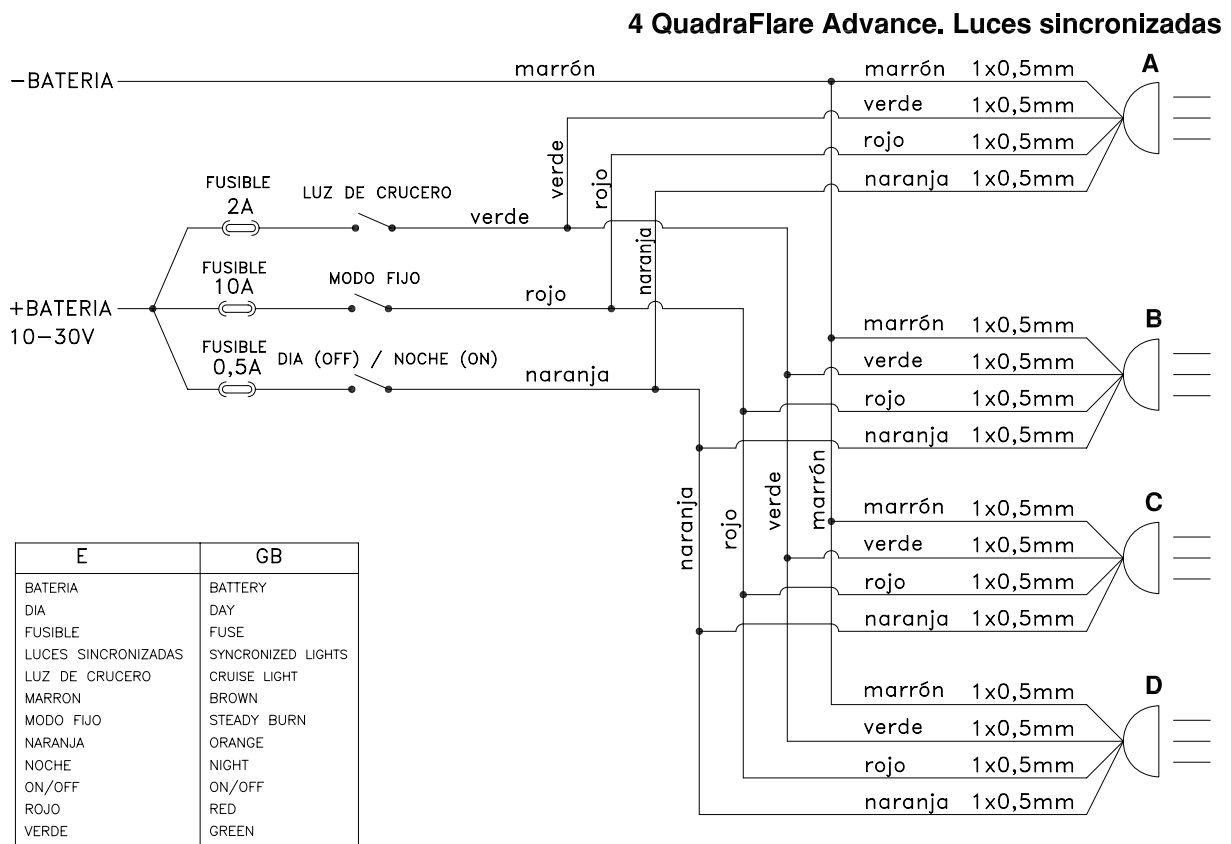 4 QuadraFlare Advance. Luces sincronizadas
−BATERIA
marrón
marrón 1x0,5mm
A
verde 1x0,5mm
rojo 1x0,5mm
naranja 1x0,5mm
verde
rojo
naranja
FUSIBLE
2A
LUZ DE CRUCERO
verde
FUSIBLE
10A
MODO FIJO
rojo
+BATERIA
10−30V
FUSIBLE
0,5A
DIA (OFF) / NOCHE (ON)
naranja
marrón 1x0,5mm
B
verde 1x0,5mm
rojo 1x0,5mm
naranja 1x0,5mm
naranja
rojo
verde
marrón
marrón 1x0,5mm
C
verde 1x0,5mm
rojo 1x0,5mm
naranja 1x0,5mm
marrón 1x0,5mm
D
verde 1x0,5mm
rojo 1x0,5mm
naranja 1x0,5mm
E GB
BATERIA BATTERY
DIA DAY
FUSIBLE FUSE
LUCES SINCRONIZADAS SYNCRONIZED LIGHTS
LUZ DE CRUCERO CRUISE LIGHT
MARRON BROWN
MODO FIJO STEADY BURN
NARANJA ORANGE
NOCHE NIGHT
ON/OFF ON/OFF
ROJO RED
VERDE GREEN